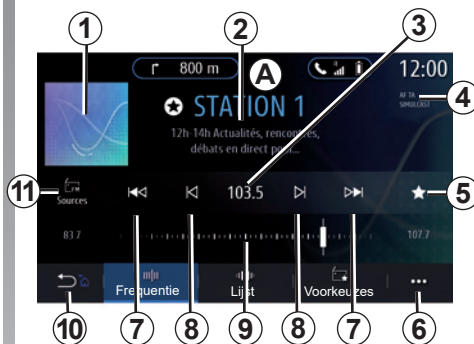 1
2
3
800 m
A
12:00
AF TA
SIMULCAST
4
STATION 1
12h-14h Actualités, rencontres,
débats en direct pour...
11
FM
Sources
103.5
5
83.7
107.7
Frequentie
Lijst
Voorkeuzes
10
7
8
9
8
7
6